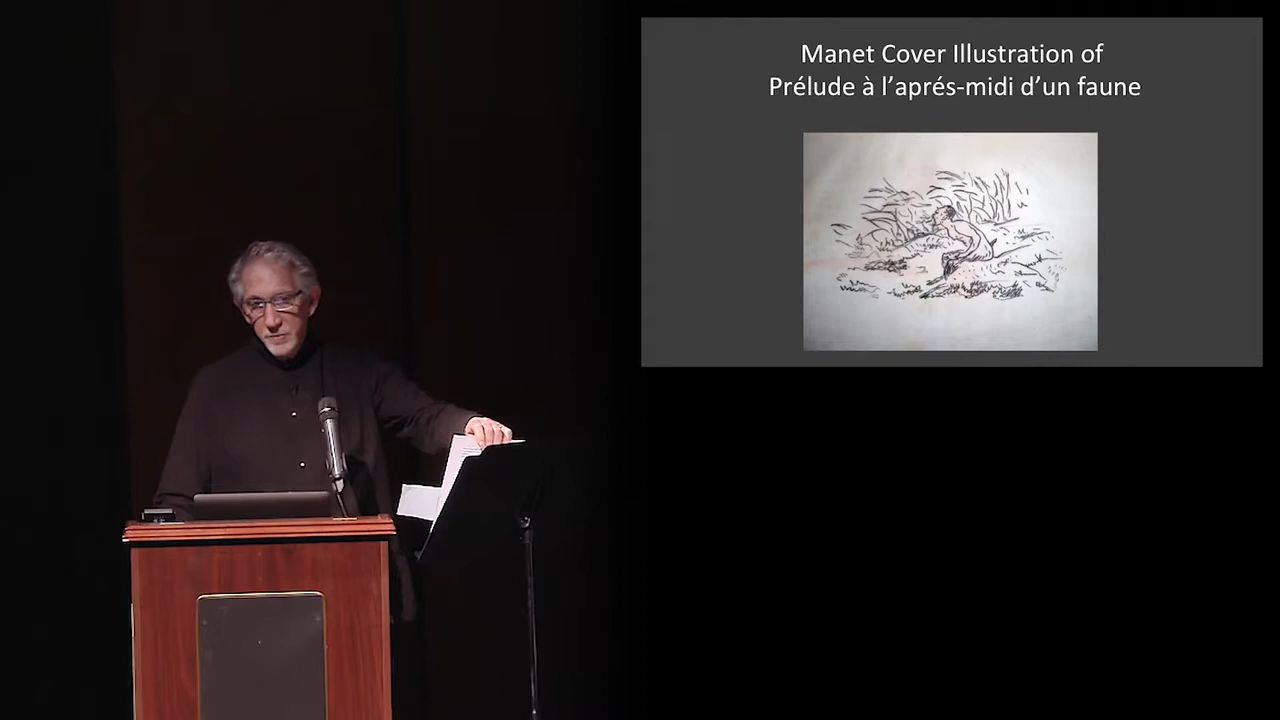 Manet Cover Illustration of
Prélude à l’aprés-midi d’un faune